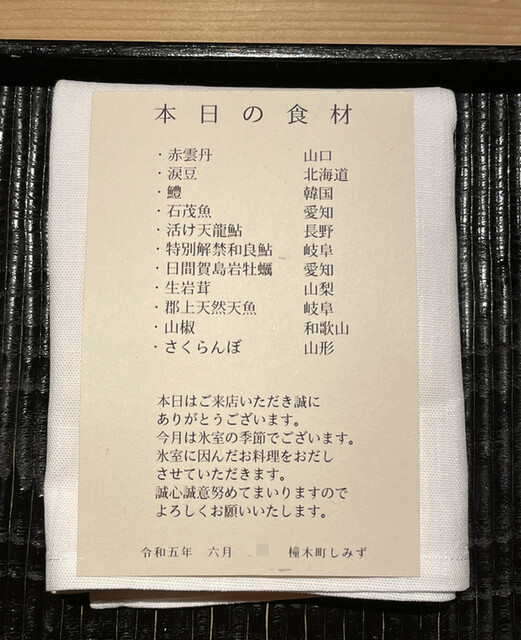 本日の食材
・赤雲丹 山口
・涙豆 北海道
・鱧 韓国
・石茂魚 愛知
・活け天龍鮎 長野
・特別解禁和良鮎 岐阜
・日間賀島岩牡蠣 愛知
・生岩茸 山梨
・郡上天然天魚 岐阜
・山椒 和歌山
・さくらんぼ 山形
本日はご来店いただき誠に
ありがとうございます。
今月は氷室の季節でございます。
氷室に因んだお料理をおだし
させていただきます。
誠心誠意努めてまいりますので
よろしくお願いいたします。
令和五年 六月 橦木町しみず